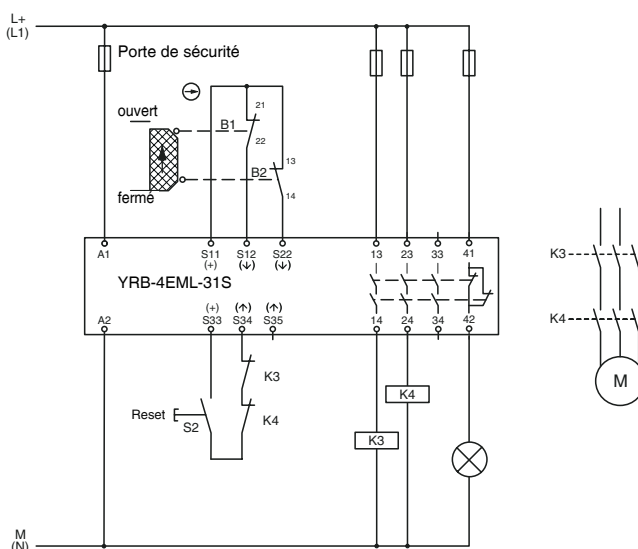 L+
(L1)
Porte de sécurité
ouvert
B1
21
22
B2
13
14
fermé
A1 S11 S12 S22 13 23 33 41
(+) (↓) (↓)
YRB-4EML-31S
(+) (↑) (↑)
A2 S33 S34 S35 14 24 34 42
K3
K4
Reset
S2
K4
K3
M
(N)
K3
K4
M